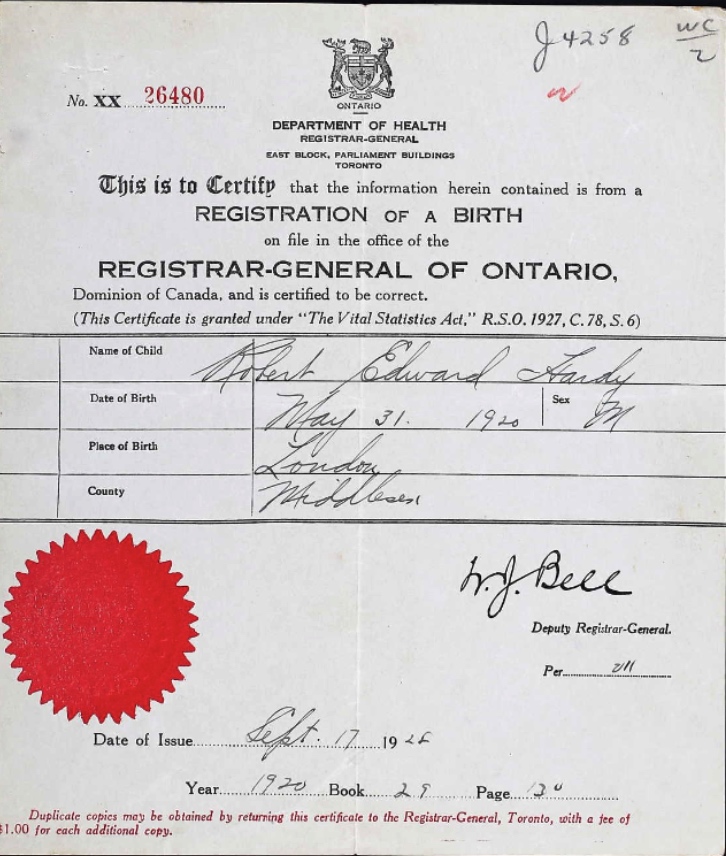 J 4258
WC
2
No. XX 26480
ONTARIO
DEPARTMENT OF HEALTH
REGISTRAR-GENERAL
EAST BLOCK, PARLIAMENT BUILDINGS
TORONTO
This is to Certify that the information herein contained is from a
REGISTRATION OF A BIRTH
on file in the office of the
REGISTRAR-GENERAL OF ONTARIO,
Dominion of Canada, and is certified to be correct.
(This Certificate is granted under "The Vital Statistics Act," R.S.O. 1927, C. 78, S. 6)
Name of Child Robert Edward Hardy
Date of Birth May 31. 1920 Sex M
Place of Birth London
County Middlesex
W. J. Bell
Deputy Registrar-General.
Per
Date of Issue Sept. 17 19
Year 1920 Book 29 Page
Duplicate copies may be obtained by returning this certificate to the Registrar-General, Toronto, with a fee of
$1.00 for each additional copy.